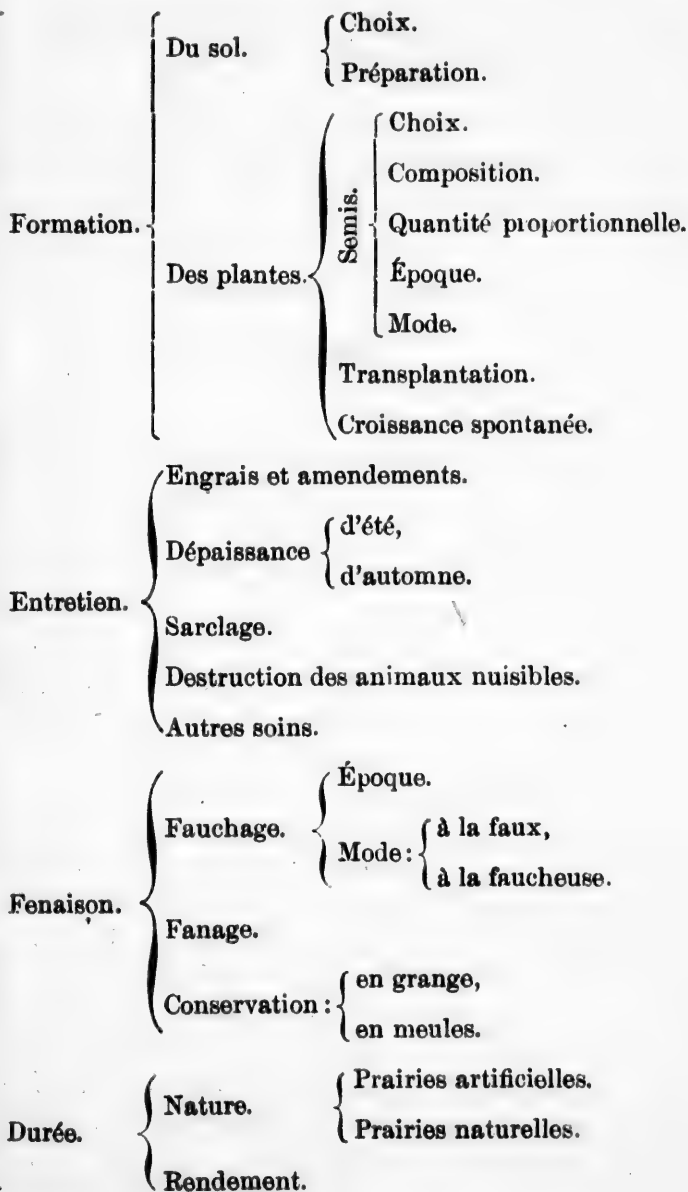 Du sol.
Choix.
Préparation.
Formation.
Des plantes.
Semis.
Choix.
Composition.
Quantité proportionnelle.
Époque.
Mode.
Transplantation.
Croissance spontanée.
Entretien.
Engrais et amendements.
Dépaissance
d'été,
d'automne.
Sarclage.
Destruction des animaux nuisibles.
Autres soins.
Fenaison.
Fauchage.
Époque.
Mode:
à la faux,
à la faucheuse.
Fanage.
Conservation:
en grange,
en meules.
Durée.
Nature.
Prairies artificielles.
Prairies naturelles.
Rendement.